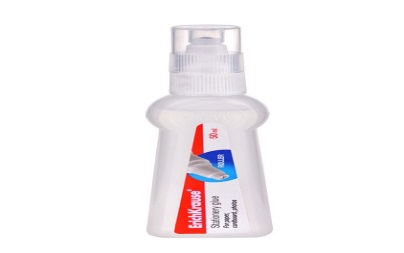 ErichKrause®
50 ml
ROLLER
Stationery glue
For paper,
cardboard, photos